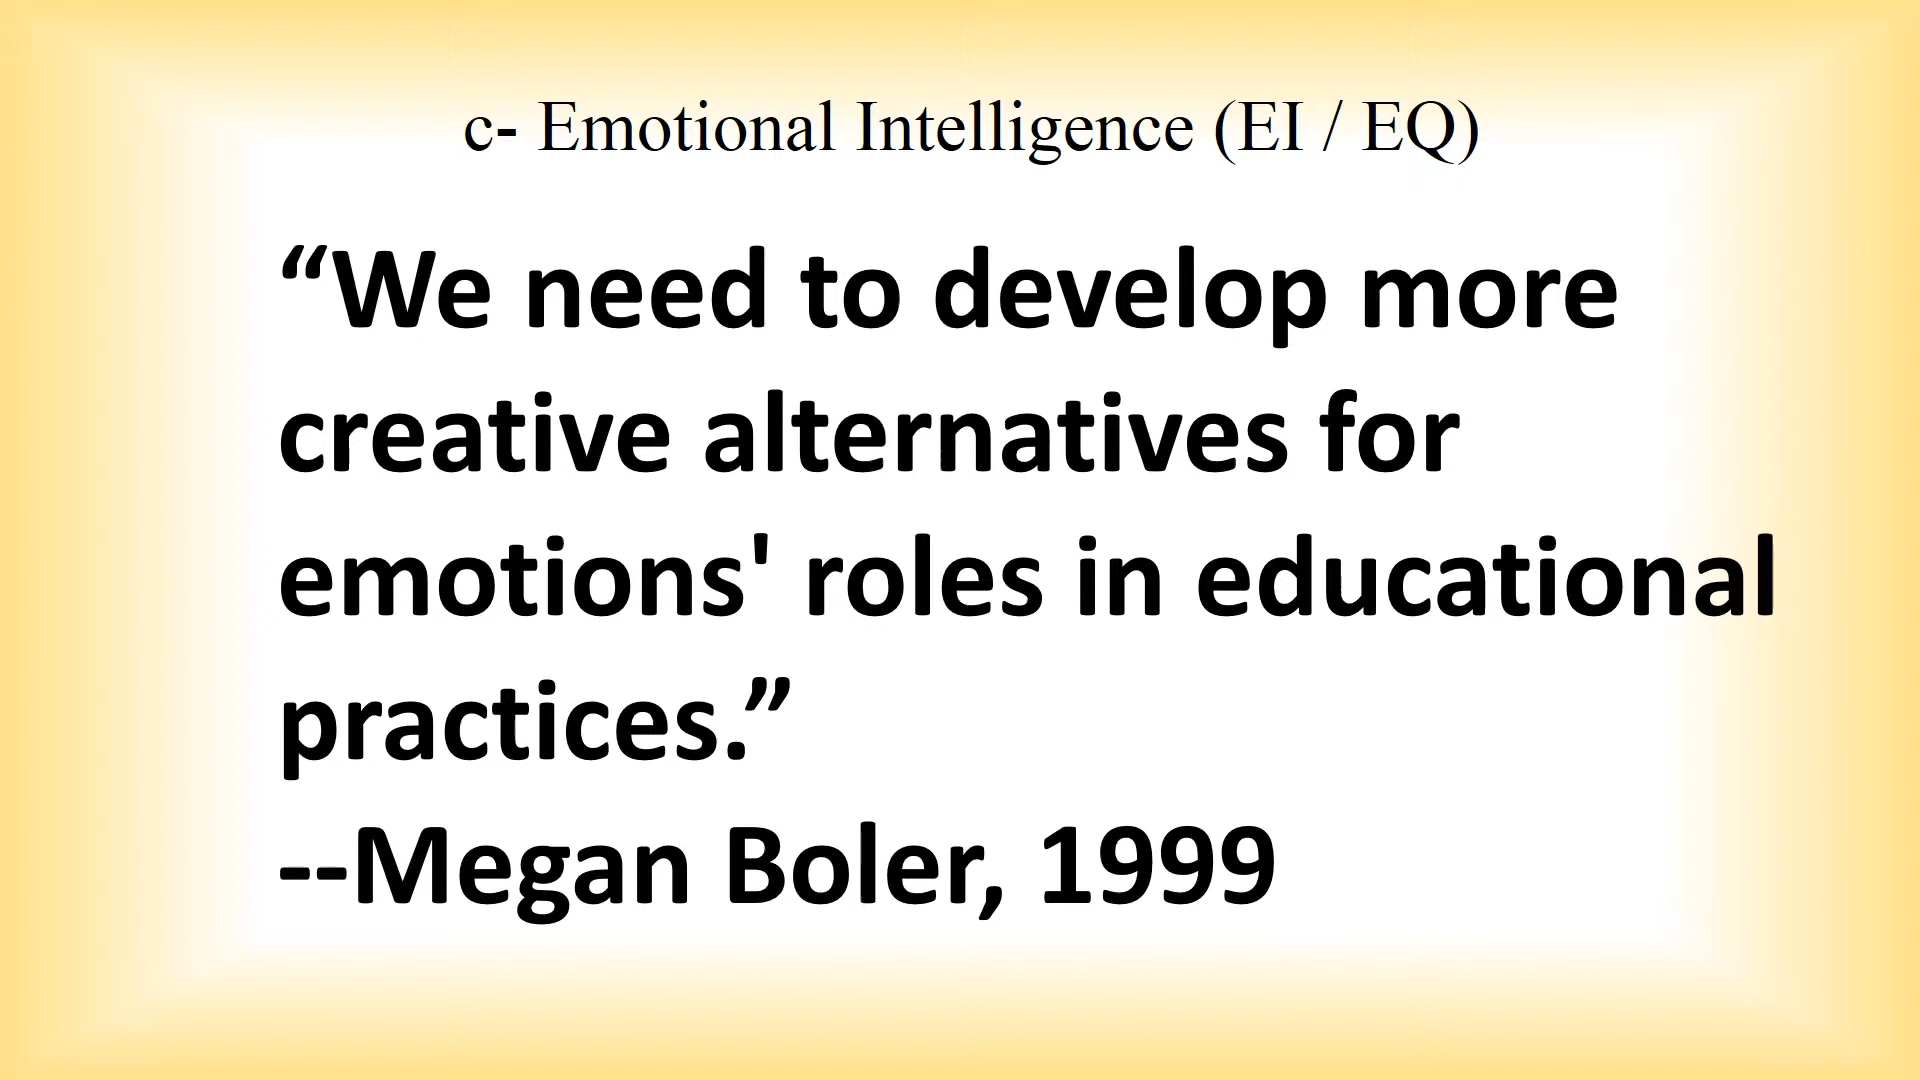 c- Emotional Intelligence (EI / EQ)
“We need to develop more
creative alternatives for
emotions' roles in educational
practices.”
--Megan Boler, 1999